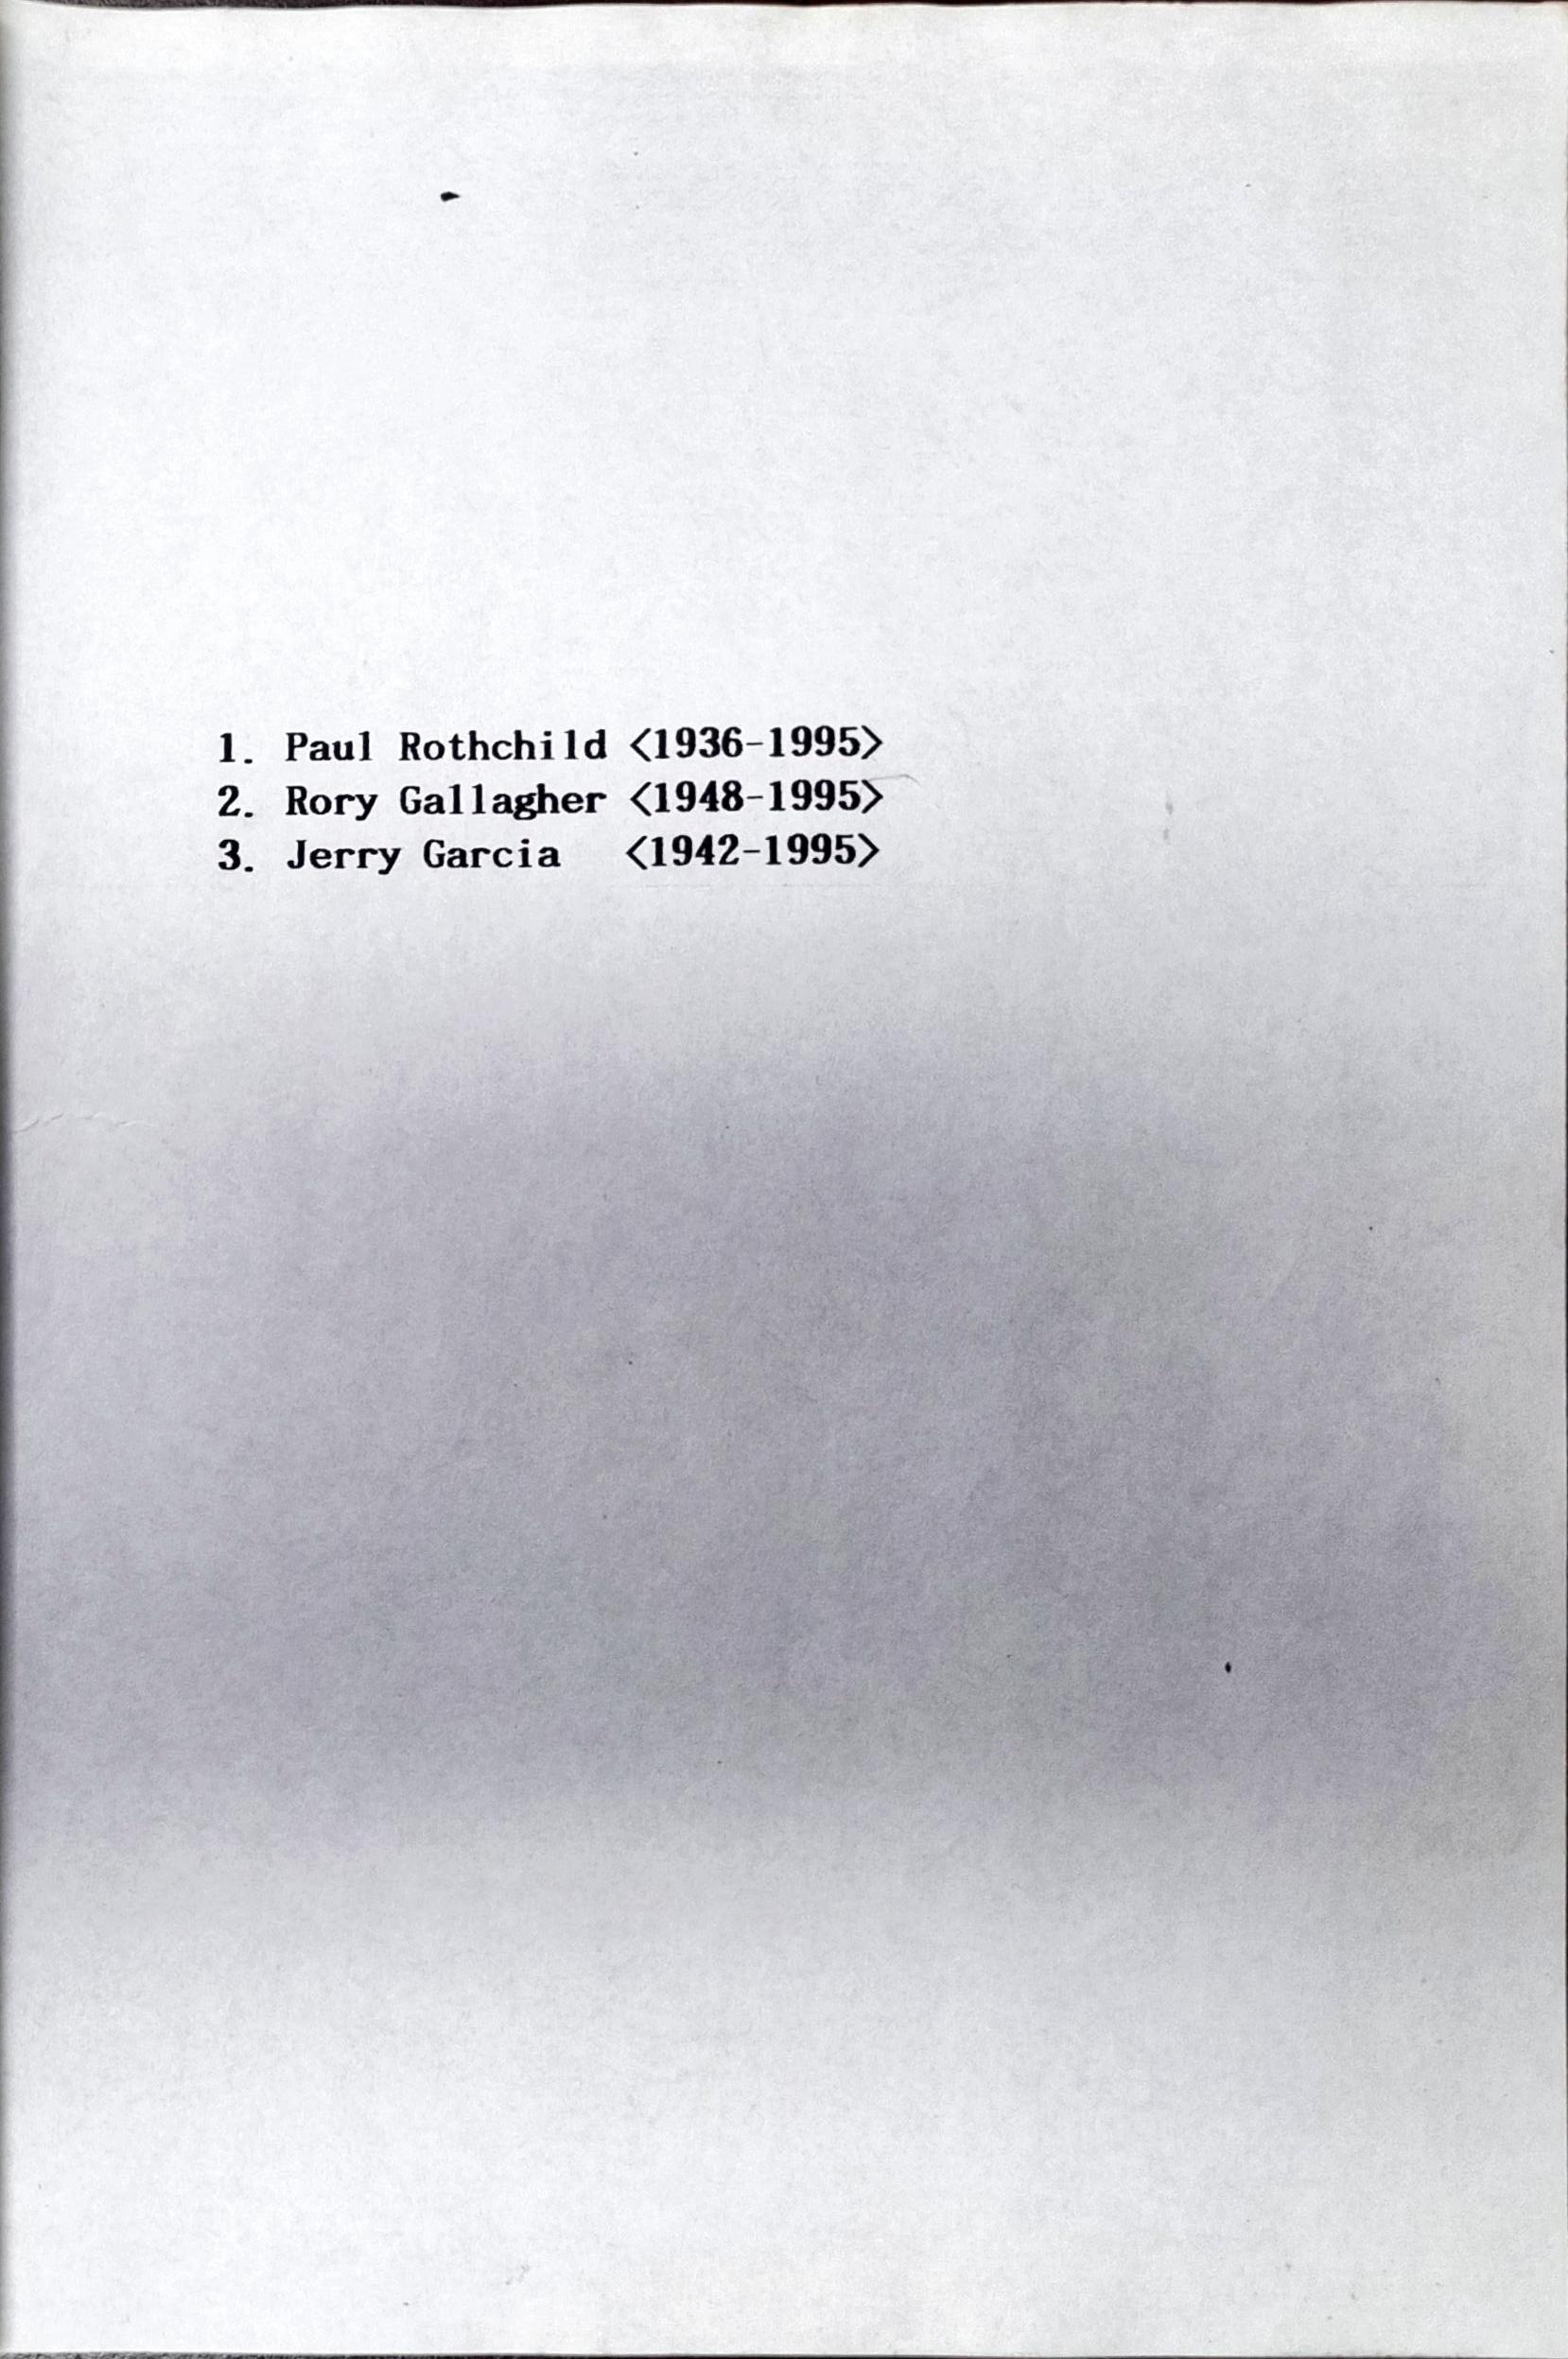 1. Paul Rothchild <1936-1995>
2. Rory Gallagher <1948-1995>
3. Jerry Garcia <1942-1995>